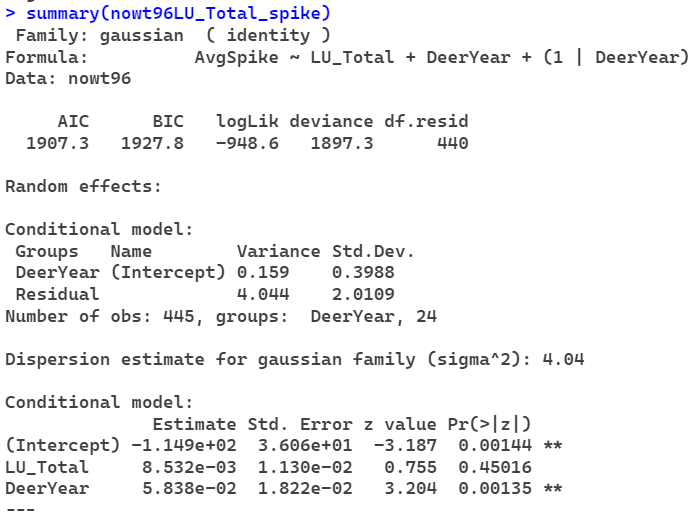 > summary(nowt96LU_Total_spike)
 Family: gaussian  ( identity )
Formula:          AvgSpike ~ LU_Total + DeerYear + (1 | DeerYear)
Data: nowt96
     AIC      BIC   logLik deviance df.resid
  1907.3   1927.8   -948.6   1897.3      440
Random effects:
Conditional model:
 Groups   Name        Variance Std.Dev.
 DeerYear (Intercept) 0.159    0.3988
 Residual             4.044    2.0109
Number of obs: 445, groups:  DeerYear, 24
Dispersion estimate for gaussian family (sigma^2): 4.04
Conditional model:
              Estimate Std. Error z value Pr(>|z|)
(Intercept) -1.149e+02  3.606e+01  -3.187  0.00144 **
LU_Total     8.532e-03  1.130e-02   0.755  0.45016
DeerYear     5.838e-02  1.822e-02   3.204  0.00135 **
---